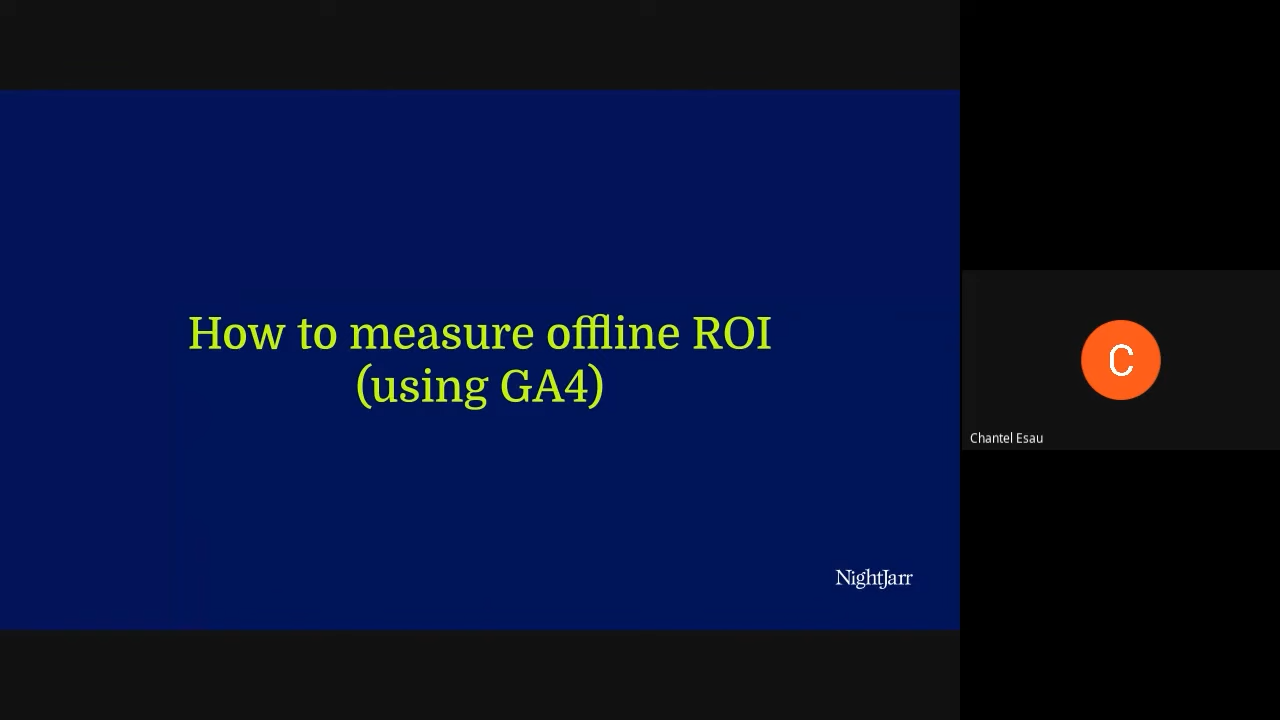 How to measure offline ROI
(using GA4)
NightJarr
C
Chantel Esau